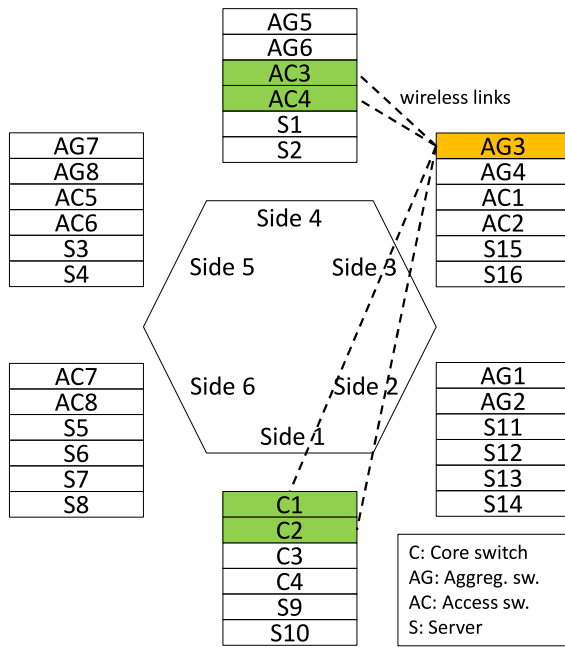 AG5
AG6
AC3
AC4
S1
S2
wireless links
AG7
AG8
AC5
AC6
S3
S4
AG3
AG4
AC1
AC2
S15
S16
Side 4
Side 5
Side 3
Side 6
Side 2
Side 1
AC7
AC8
S5
S6
S7
S8
AG1
AG2
S11
S12
S13
S14
C1
C2
C3
C4
S9
S10
C: Core switch
AG: Aggreg. sw.
AC: Access sw.
S: Server